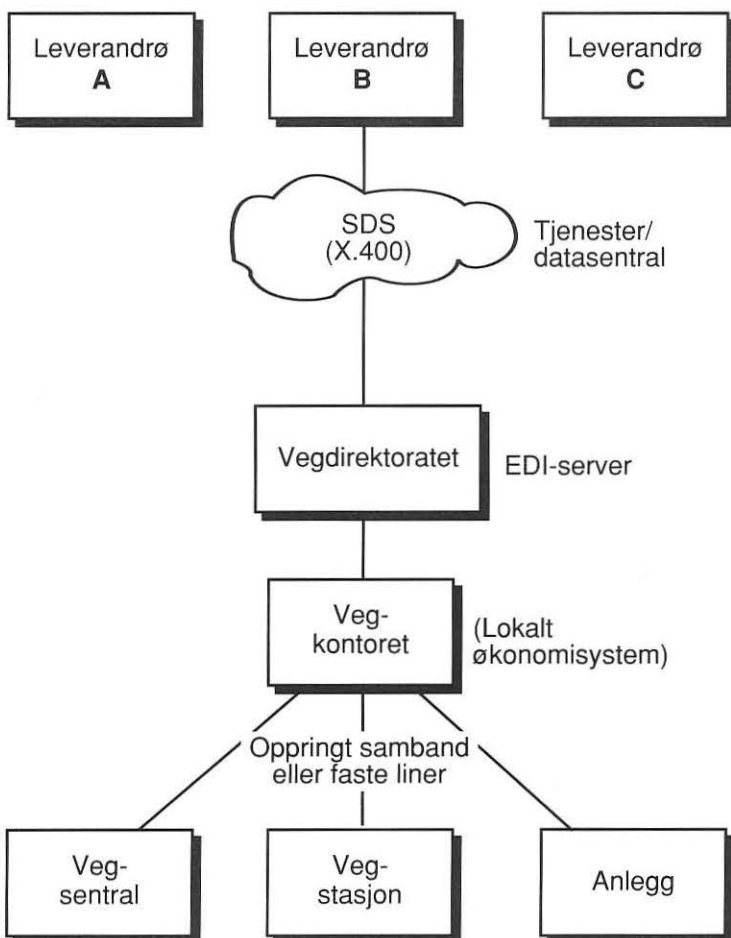 Leverandrø
A
Leverandrø
B
Leverandrø
C
SDS
(X.400)
Tjenester/
datasentral
Vegdirektoratet
EDI-server
Veg-
kontoret
(Lokalt
økonomisystem)
Oppringt samband
eller faste liner
Veg-
sentral
Veg-
stasjon
Anlegg